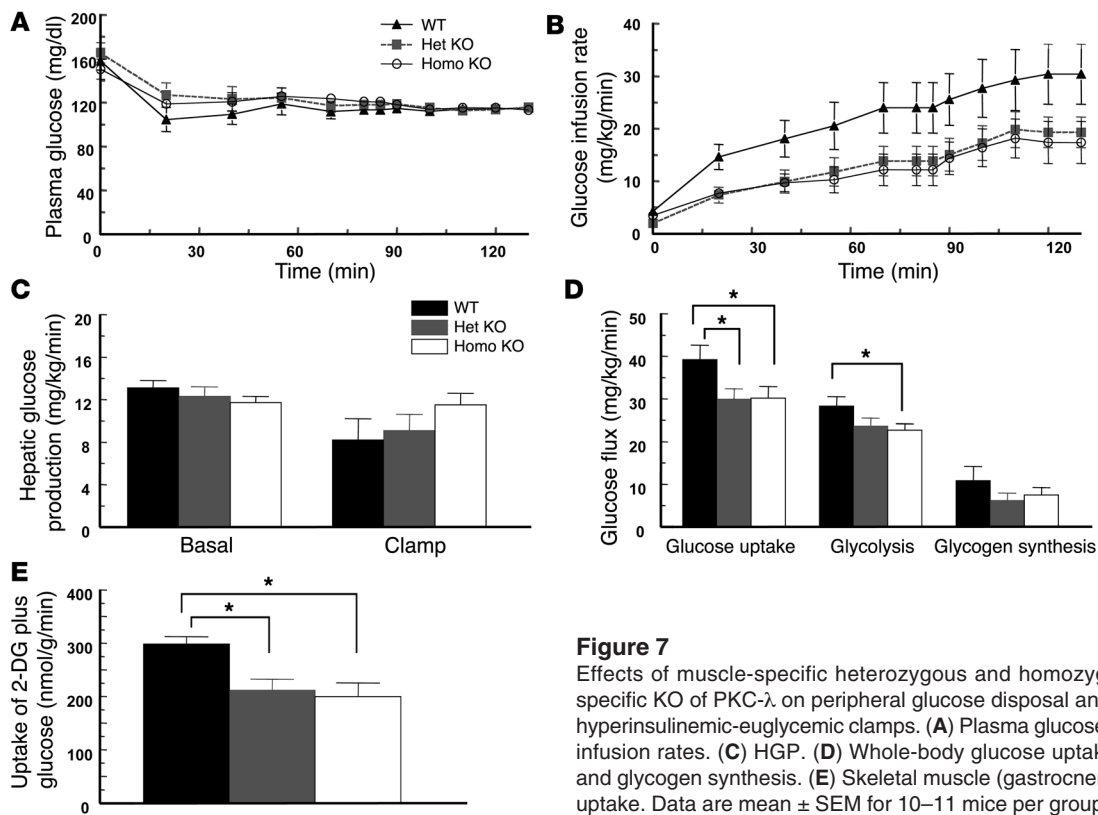 A
Plasma glucose (mg/dl)
200
160
120
80
40
0
0 30 60 90 120
Time (min)
WT
Het KO
Homo KO
B
Glucose infusion rate
(mg/kg/min)
40
30
20
10
0
0 30 60 90 120
Time (min)
C
Hepatic glucose
production (mg/kg/min)
20
16
12
8
4
0
Basal Clamp
WT
Het KO
Homo KO
D
Glucose flux (mg/kg/min)
50
40
30
20
10
0
*
*
*
Glucose uptake Glycolysis Glycogen synthesis
E
Uptake of 2-DG plus
glucose (nmol/g/min)
400
300
200
100
0
*
*
Figure 7
Effects of muscle-specific heterozygous and homozyg
specific KO of PKC-λ on peripheral glucose disposal an
hyperinsulinemic-euglycemic clamps. (A) Plasma glucose
infusion rates. (C) HGP. (D) Whole-body glucose uptak
and glycogen synthesis. (E) Skeletal muscle (gastrocner
uptake. Data are mean ± SEM for 10–11 mice per group